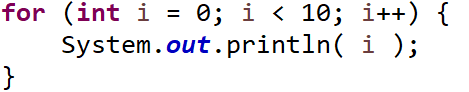 for (int i = 0; i < 10; i++) {
    System.out.println( i );
}